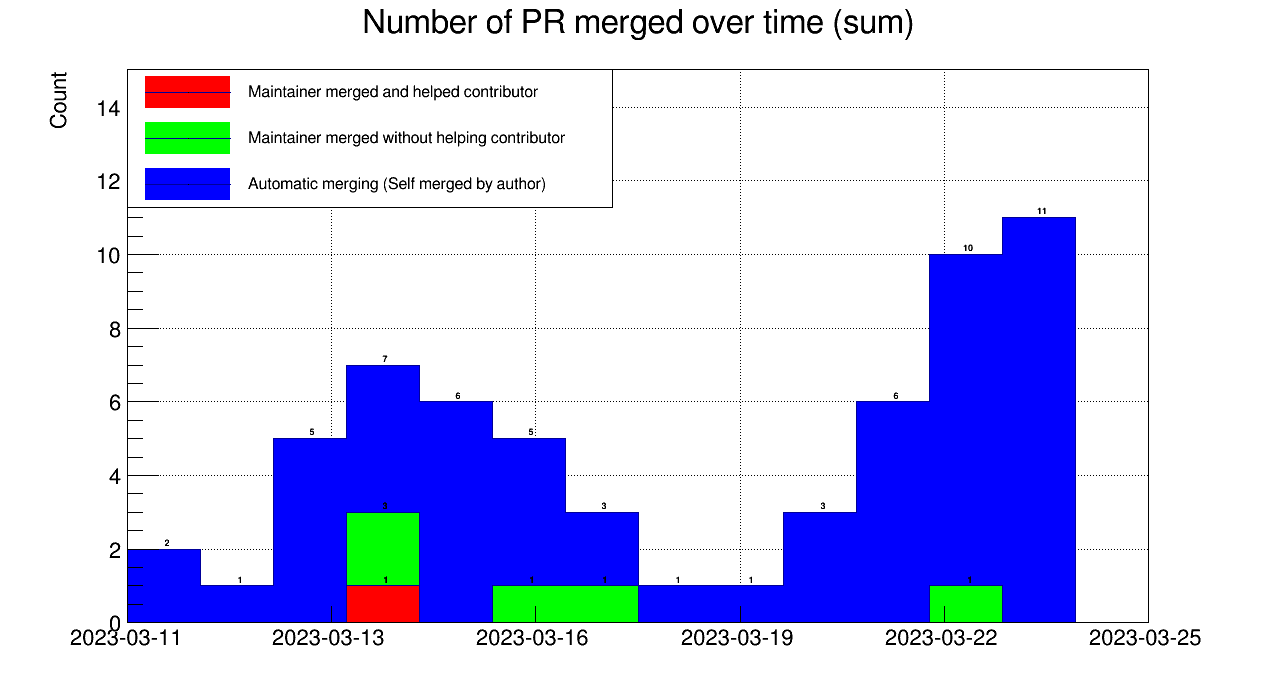 Number of PR merged over time (sum)
Count
Maintainer merged and helped contributor
Maintainer merged without helping contributor
Automatic merging (Self merged by author)
14
12
10
8
6
4
2
0
2 1 5 7 6 5 3 1 1 3 6 10 11
3 1 1 1 1
2023-03-11 2023-03-13 2023-03-16 2023-03-19 2023-03-22 2023-03-25